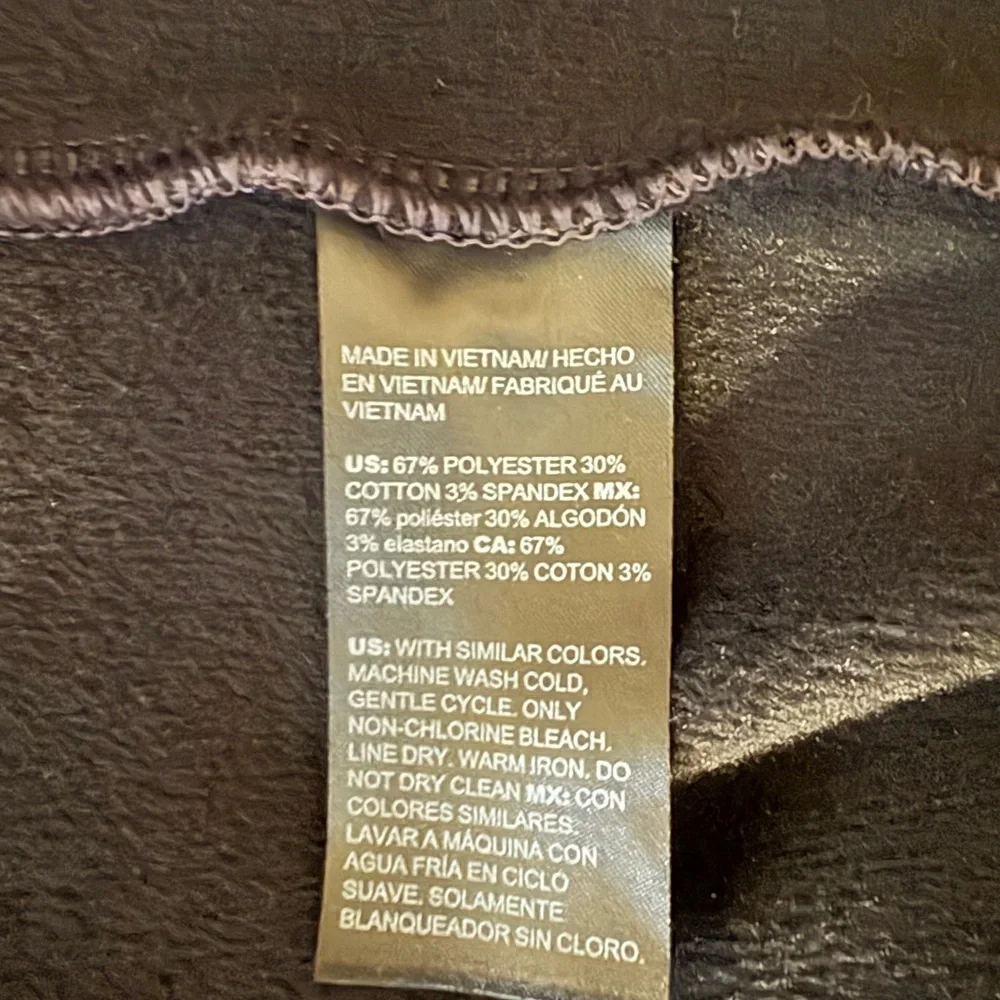 MADE IN VIETNAM/ HECHO
EN VIETNAM/ FABRIQUÉ AU
VIETNAM
US: 67% POLYESTER 30%
COTTON 3% SPANDEX MX:
67% poliéster 30% ALGODÓN
3% elastano CA: 67%
POLYESTER 30% COTON 3%
SPANDEX
US: WITH SIMILAR COLORS.
MACHINE WASH COLD,
GENTLE CYCLE. ONLY
NON-CHLORINE BLEACH.
LINE DRY. WARM IRON. DO
NOT DRY CLEAN MX: CON
COLORES SIMILARES.
LAVAR A MÁQUINA CON
AGUA FRÍA EN CICLO
SUAVE. SOLAMENTE
BLANQUEADOR SIN CLORO.